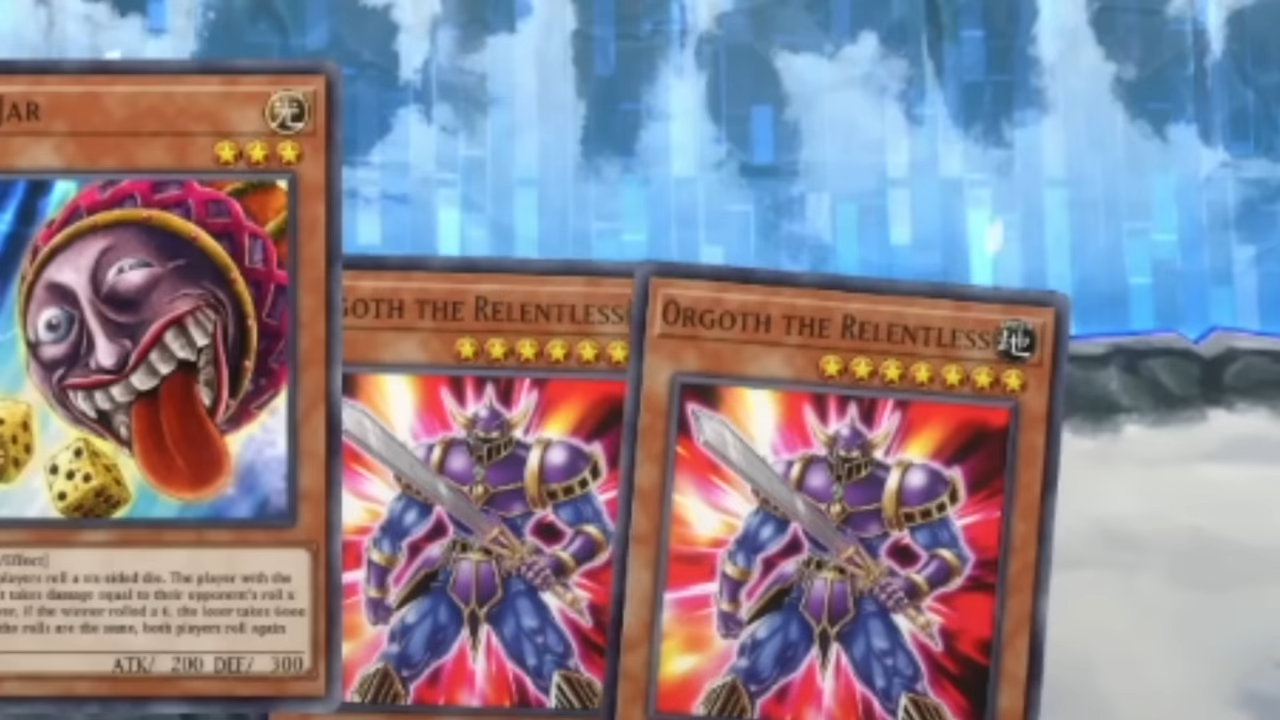 JAR
光
/Effect]
players roll a six-sided die. The player with the
takes damage equal to their opponent's roll x
if the winner rolled a 6, the loser takes 6000
the rolls are the same, both players roll again
ATK/ 200 DEF/ 300
GOTH THE RELENTLESS
ORGOTH THE RELENTLESS
地